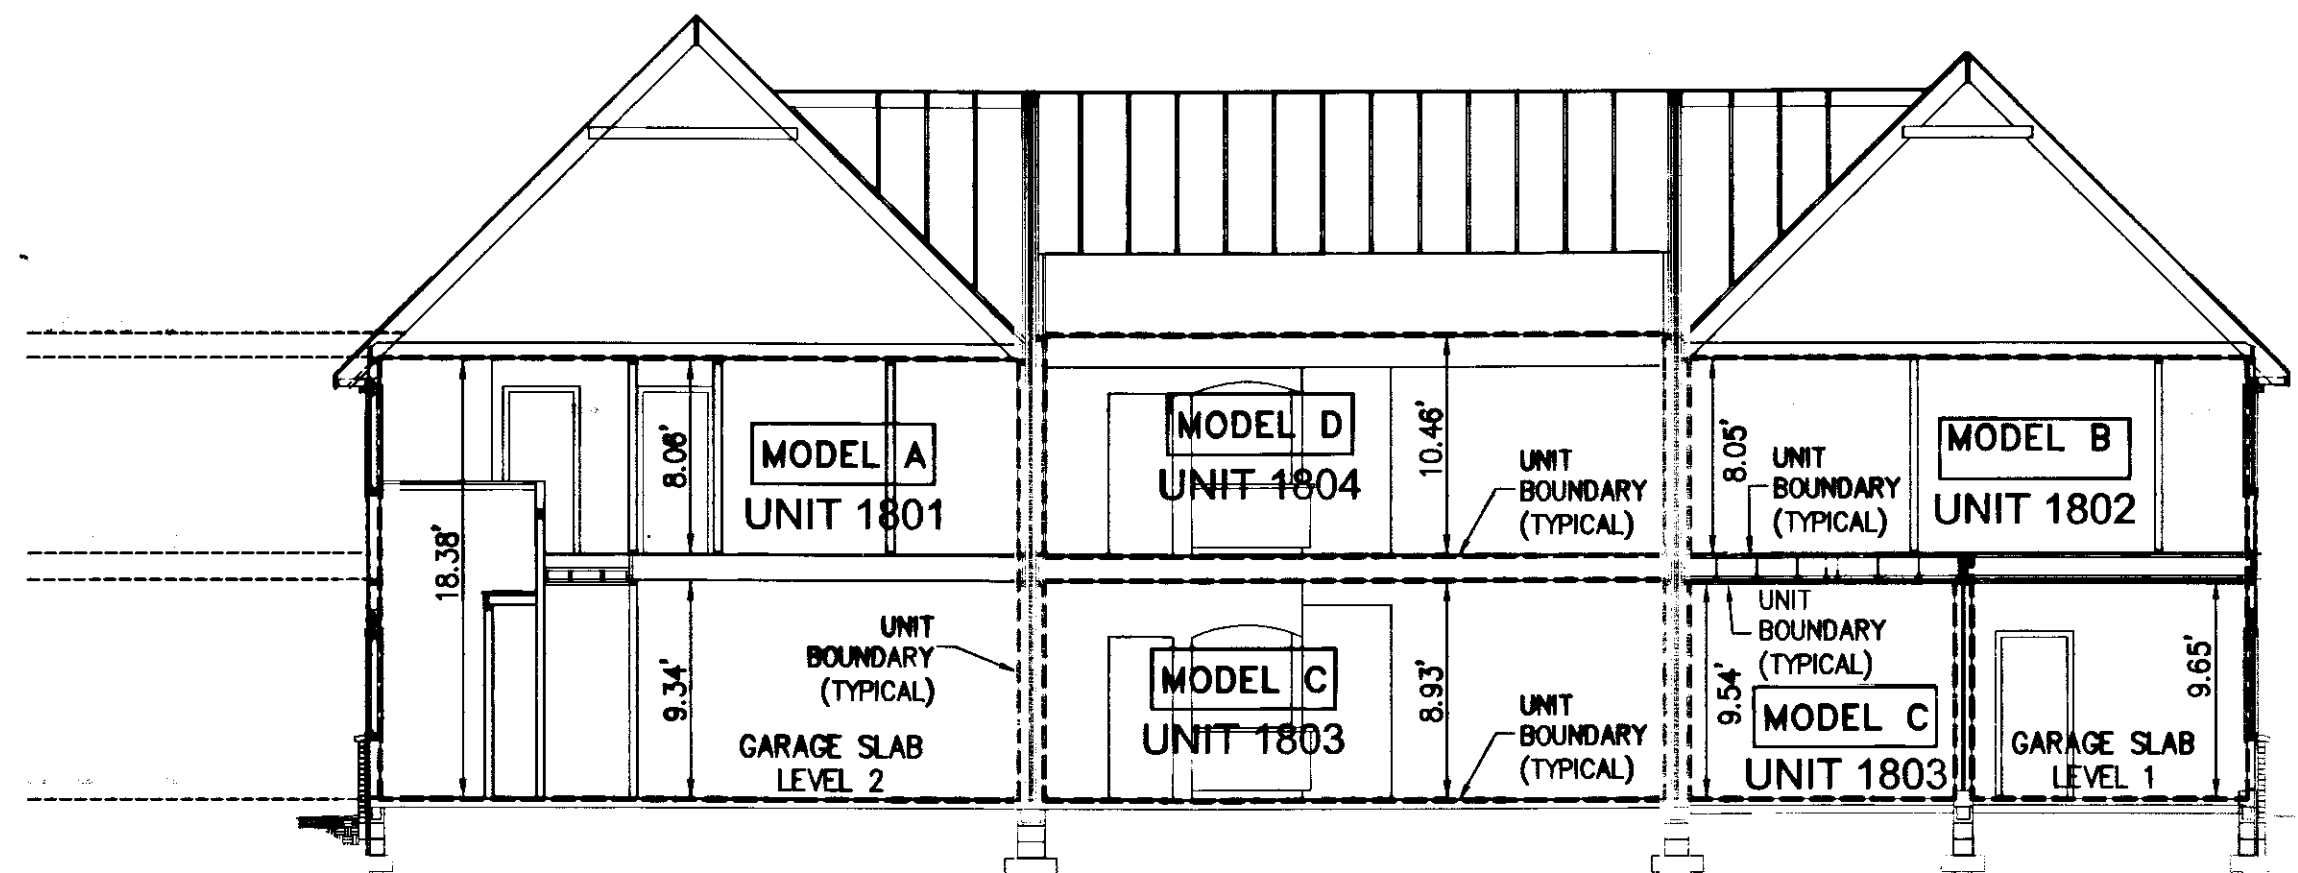 MODEL A
UNIT 1801
8.06'
18.38'
9.34'
UNIT
BOUNDARY
(TYPICAL)
GARAGE SLAB
LEVEL 2
MODEL D
UNIT 1804
10.46'
UNIT
BOUNDARY
(TYPICAL)
MODEL C
UNIT 1803
8.93'
UNIT
BOUNDARY
(TYPICAL)
8.05'
UNIT
BOUNDARY
(TYPICAL)
MODEL B
UNIT 1802
UNIT
BOUNDARY
(TYPICAL)
9.54'
MODEL C
UNIT 1803
9.65'
GARAGE SLAB
LEVEL 1